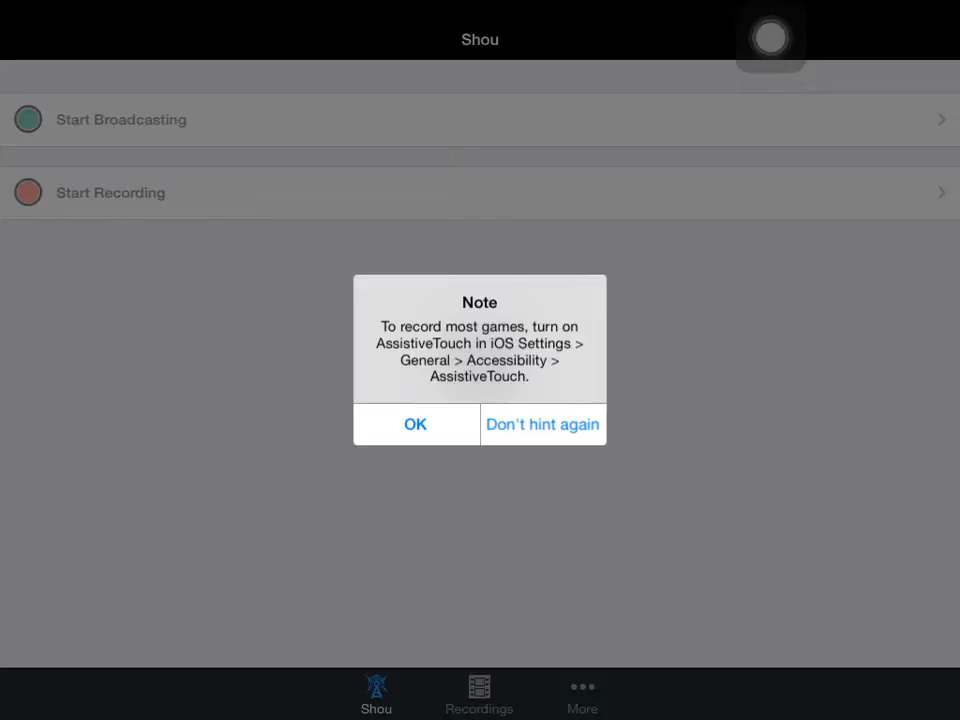 Shou
Start Broadcasting
Start Recording
Note
To record most games, turn on
AssistiveTouch in iOS Settings >
General > Accessibility >
AssistiveTouch.
OK
Don't hint again
Shou
Recordings
More